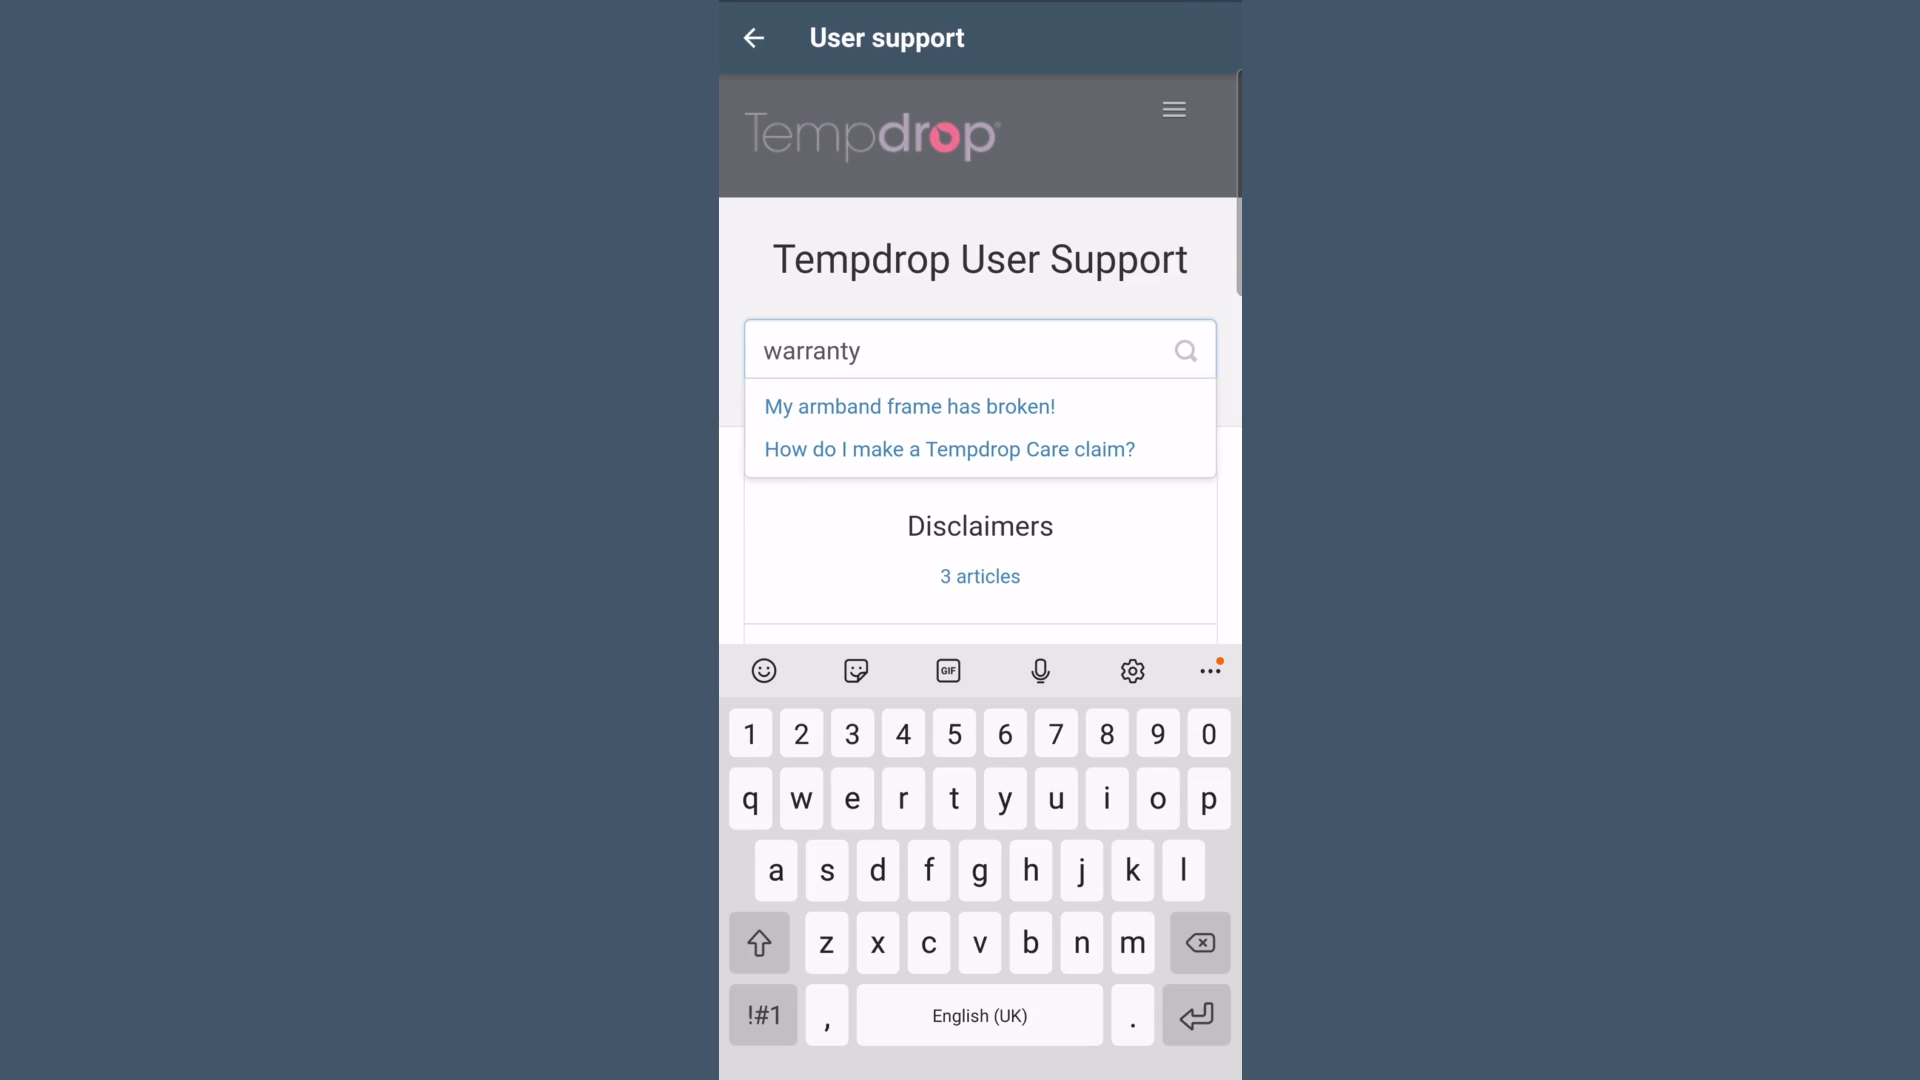 User support
Tempdrop®
Tempdrop User Support
warranty
My armband frame has broken!
How do I make a Tempdrop Care claim?
Disclaimers
3 articles
GIF
1 2 3 4 5 6 7 8 9 0
q w e r t y u i o p
a s d f g h j k l
z x c v b n m
!#1 , English (UK) .